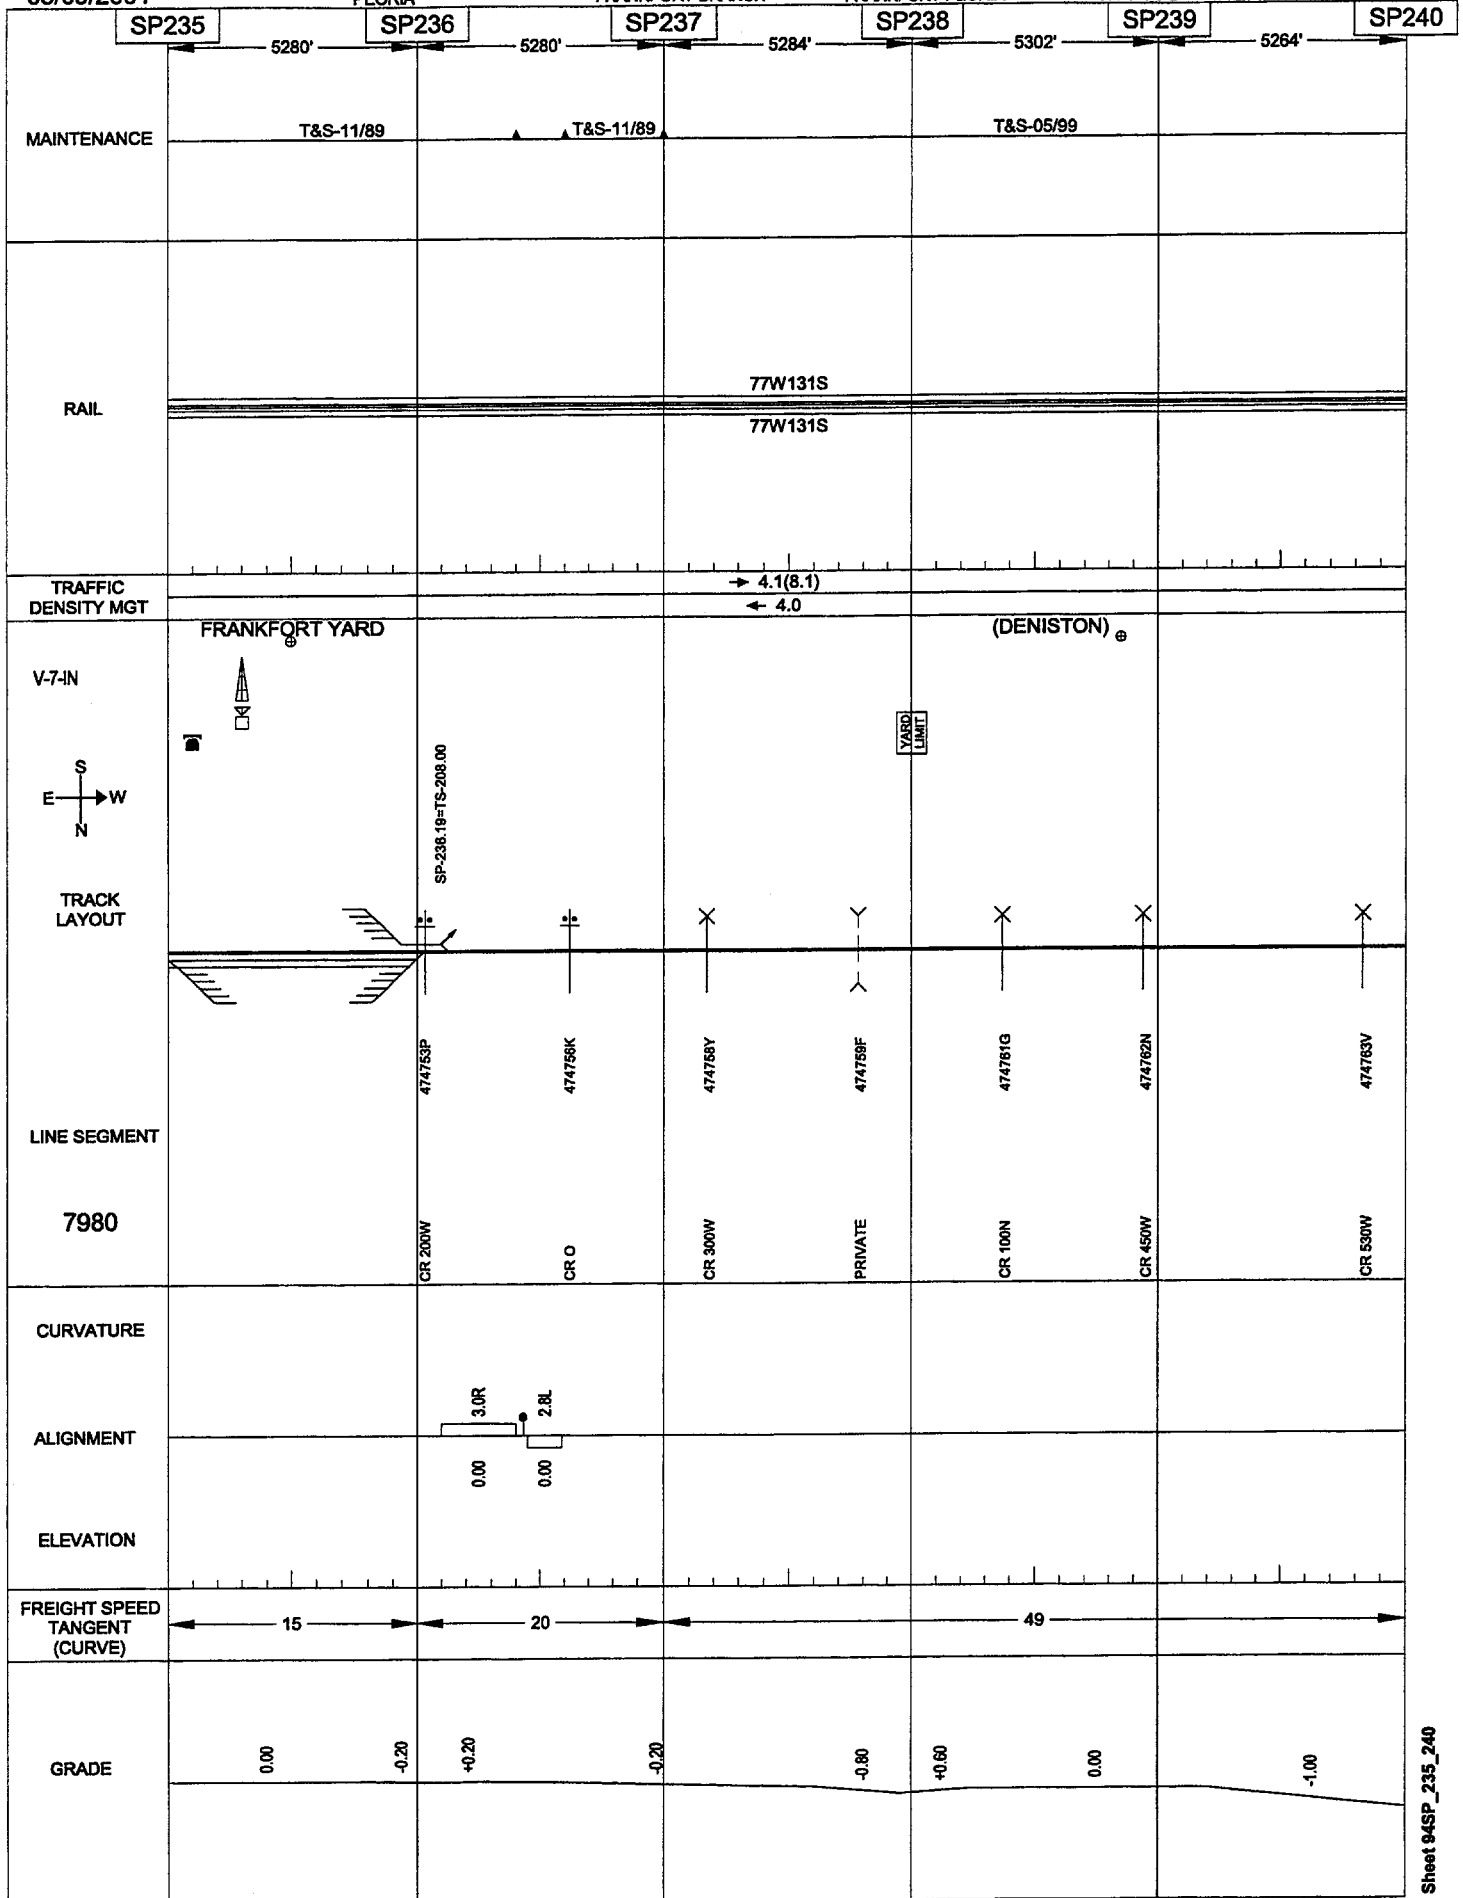 PEORIA
SP235 SP236 SP237 SP238 SP239 SP240
5280' 5280' 5284' 5302' 5264'
MAINTENANCE
T&S-11/89 T&S-11/89 T&S-05/99
RAIL
77W131S
77W131S
TRAFFIC
DENSITY MGT
4.1(8.1)
4.0
FRANKFORT YARD (DENISTON)
V-7-IN
YARD
LIMIT
S
E W
N
SP-236.19=TS-208.00
TRACK
LAYOUT
474753P 474756K 474758Y 474759F 474761G 474762N 474763V
LINE SEGMENT
7980
CR 200W CR O CR 300W PRIVATE CR 100N CR 450W CR 530W
CURVATURE
3.0R 2.8L
ALIGNMENT
0.00 0.00
ELEVATION
FREIGHT SPEED
TANGENT
(CURVE)
15 20 49
GRADE
0.00 -0.20 +0.20 -0.20 -0.80 +0.60 0.00 -1.00
Sheet 94SP_235_240